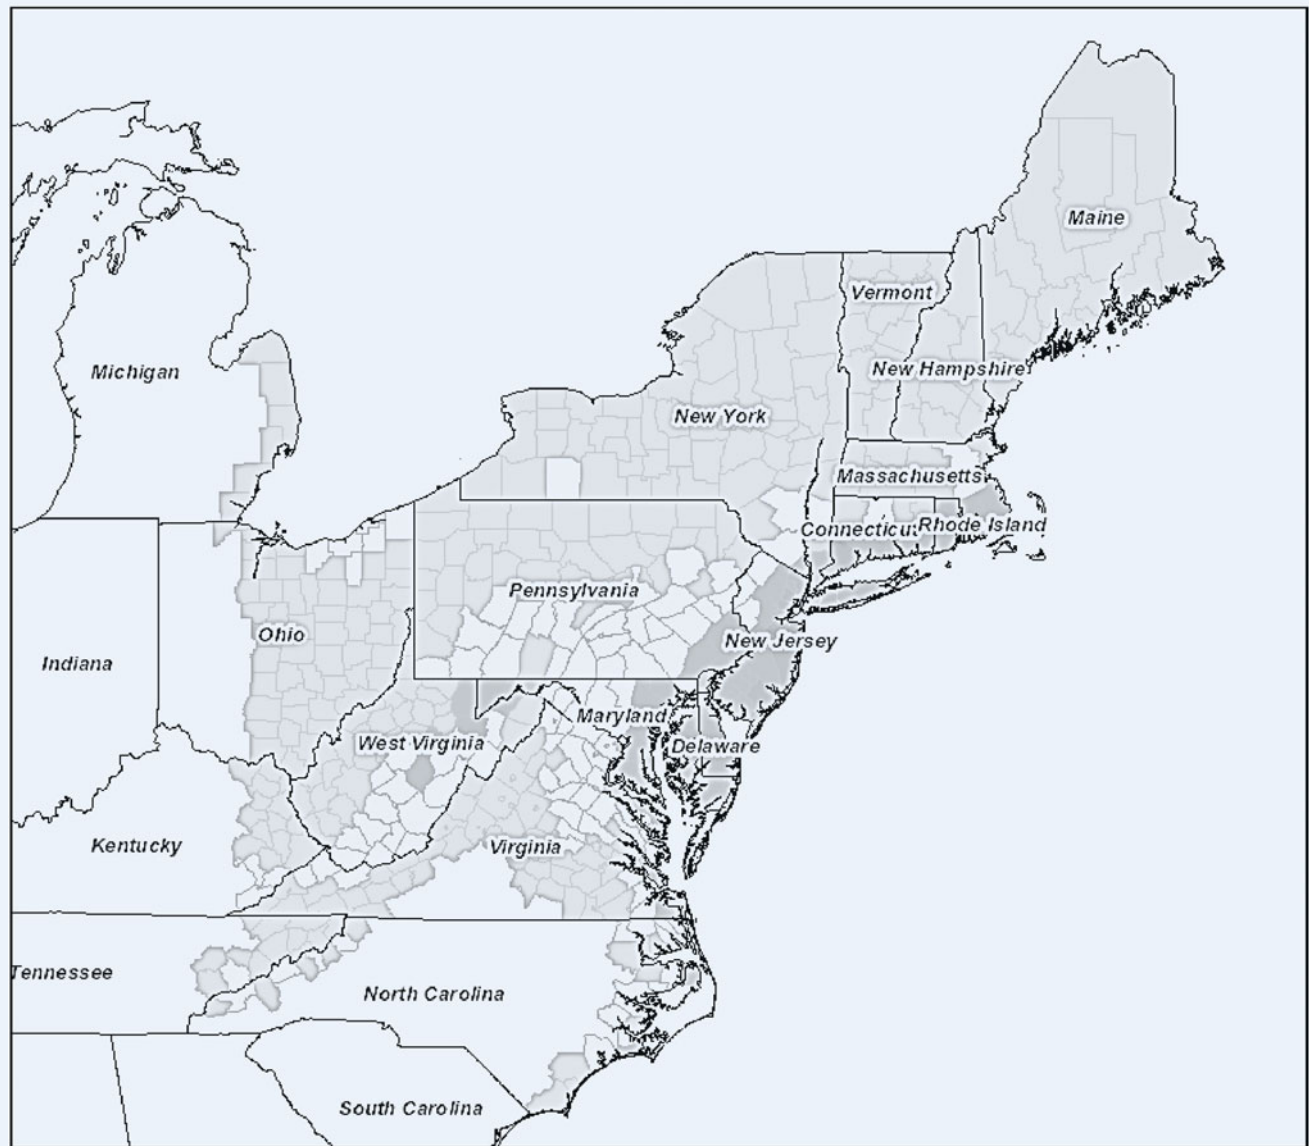 Maine
Vermont
Michigan
New Hampshire
New York
Massachusetts
Connecticut
Rhode Island
Pennsylvania
Ohio
New Jersey
Indiana
Maryland
West Virginia
Delaware
Kentucky
Virginia
Tennessee
North Carolina
South Carolina